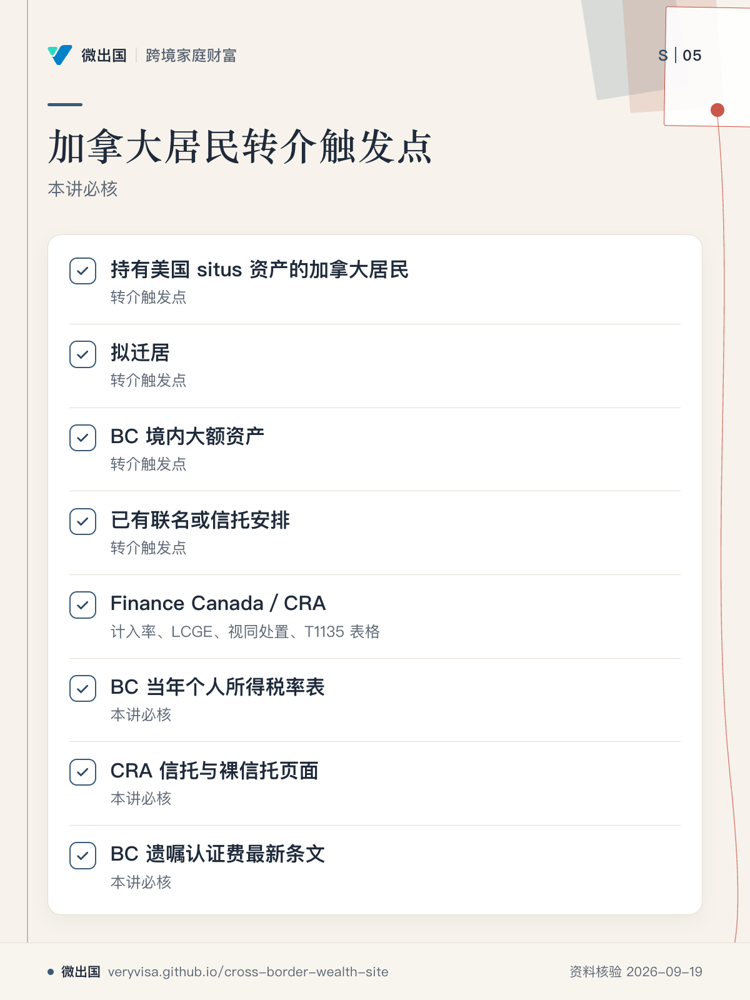 微出国 | 跨境家庭财富
S | 05
加拿大居民转介触发点
本讲必核
持有美国 situs 资产的加拿大居民
转介触发点
拟迁居
转介触发点
BC 境内大额资产
转介触发点
已有联名或信托安排
转介触发点
Finance Canada / CRA
计入率、LCGE、视同处置、T1135 表格
BC 当年个人所得税率表
本讲必核
CRA 信托与裸信托页面
本讲必核
BC 遗嘱认证费最新条文
本讲必核
微出国 veryvisa.github.io/cross-border-wealth-site
资料核验 2026-09-19